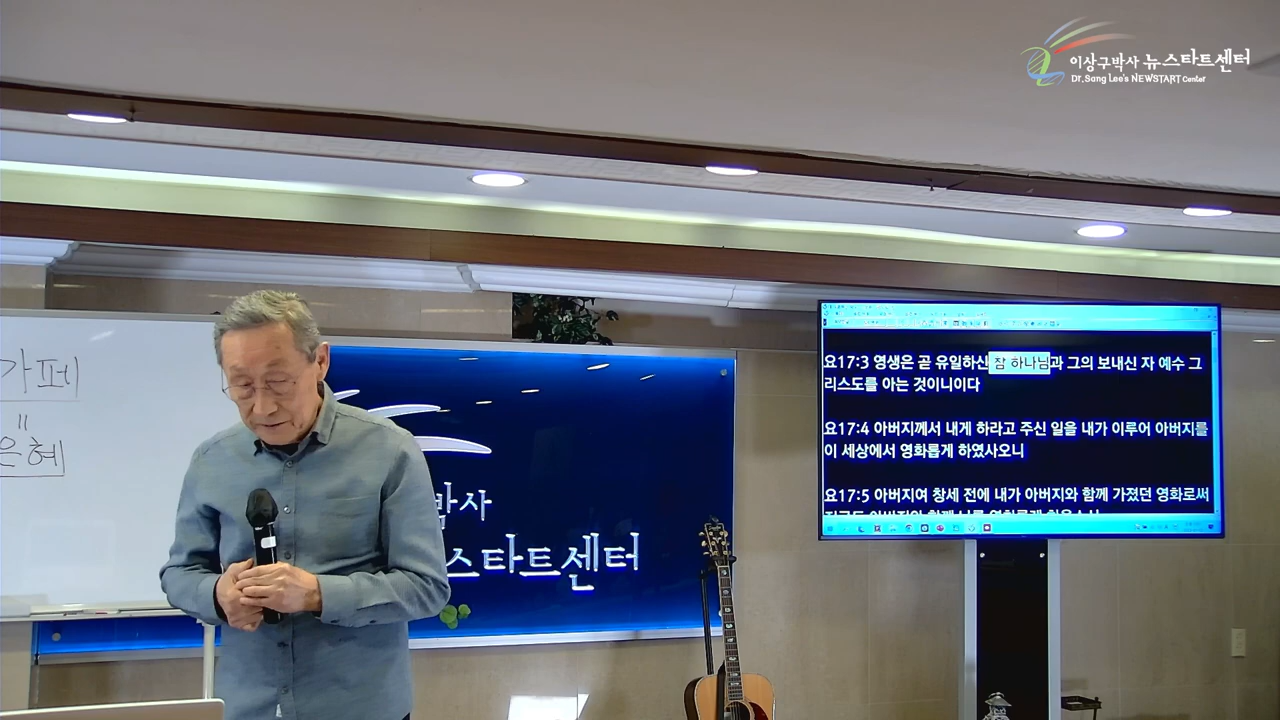 이상구박사 뉴스타트센터
Dr. Sang Lee's NEWSTART Center
가페
=
은혜
박사
스타트센터
요17:3 영생은 곧 유일하신 참 하나님과 그의 보내신 자 예수 그
리스도를 아는 것이니이다
요17:4 아버지께서 내게 하라고 주신 일을 내가 이루어 아버지를
이 세상에서 영화롭게 하였사오니
요17:5 아버지여 창세 전에 내가 아버지와 함께 가졌던 영화로써